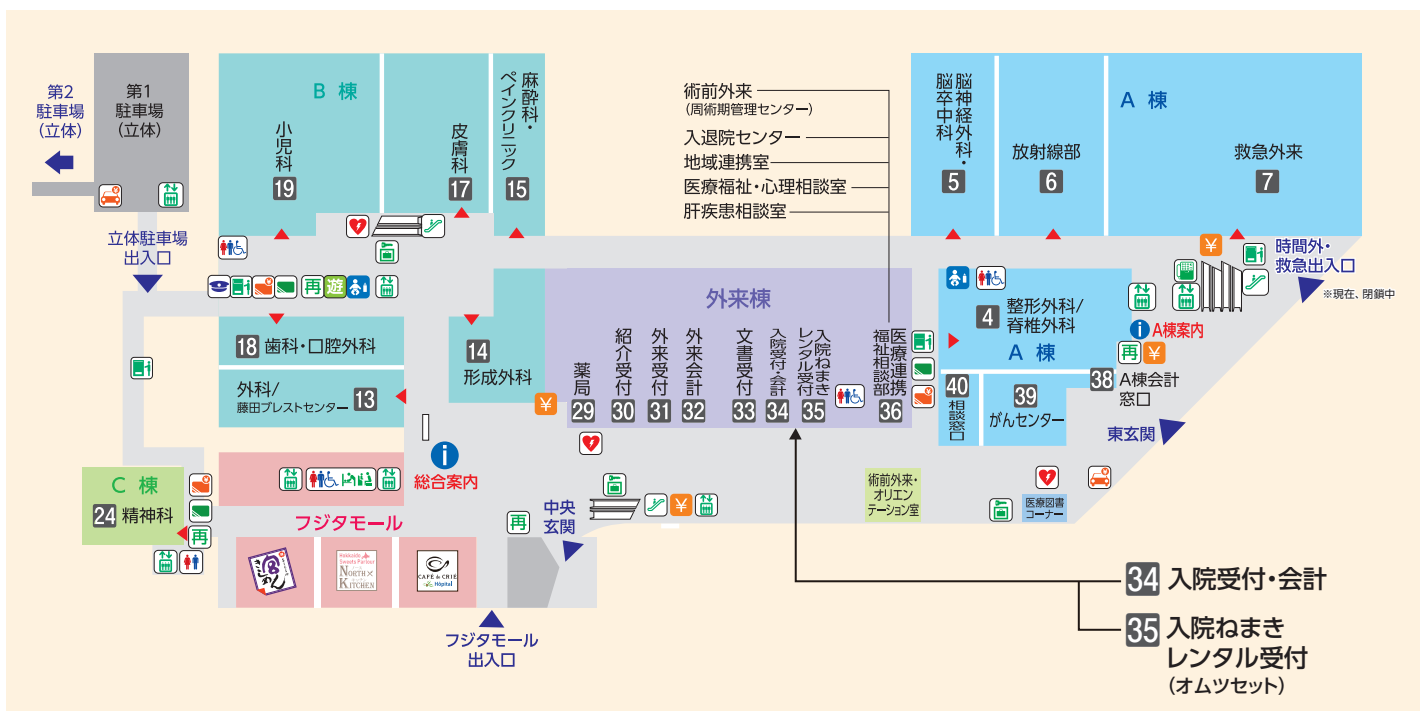 第2
駐車場
(立体)
第1
駐車場
(立体)
立体駐車場
出入口
B 棟
小児科
19
皮膚科
17
麻酔科・
ペインクリニック
15
術前外来
(周術期管理センター)
入退院センター
地域連携室
医療福祉・心理相談室
肝疾患相談室
脳神経外科・
脳卒中科
5
放射線部
6
A 棟
救急外来
7
時間外・
救急出入口
※現在、閉鎖中
再
遊
18 歯科・口腔外科
外科/
藤田ブレストセンター 13
14
形成外科
外来棟
薬局
29
紹介受付
30
外来受付
31
外来会計
32
文書受付
33
入院受付・会計
34
入院ねまき
レンタル受付
35
医療連携
福祉相談部
36
4 整形外科/
脊椎外科
A 棟
i A棟案内
再 ¥
¥
38 A棟会計
窓口
40
相談窓口
39
がんセンター
東玄関
¥
i
総合案内
C 棟
24 精神科
再
フジタモール
再
中央
玄関
¥
術前外来・
オリエン
テーション室
医療図書
コーナー
きしめん
Hokkaido
Sweets Parlour
NORTH×
KITCHEN
CAFÉ de CRIÉ
Hôpital
フジタモール
出入口
34 入院受付・会計
35 入院ねまき
レンタル受付
(オムツセット)